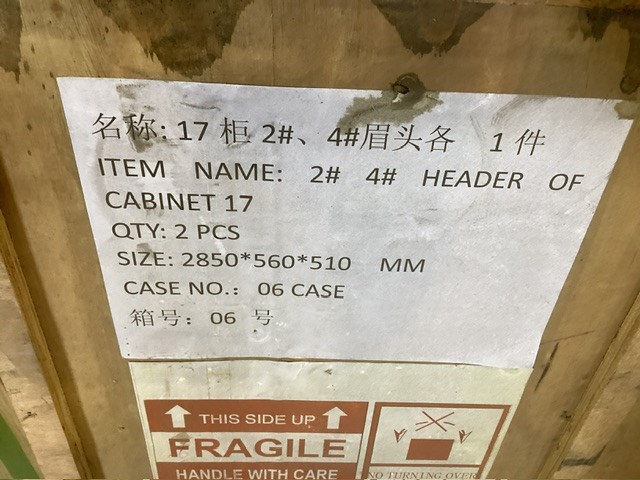 名称: 17 柜 2#、4#眉头各 1 件
ITEM NAME: 2# 4# HEADER OF
CABINET 17
QTY: 2 PCS
SIZE: 2850*560*510 MM
CASE NO.: 06 CASE
箱号: 06 号
THIS SIDE UP
FRAGILE
HANDLE WITH CARE
NO TURNING OVER